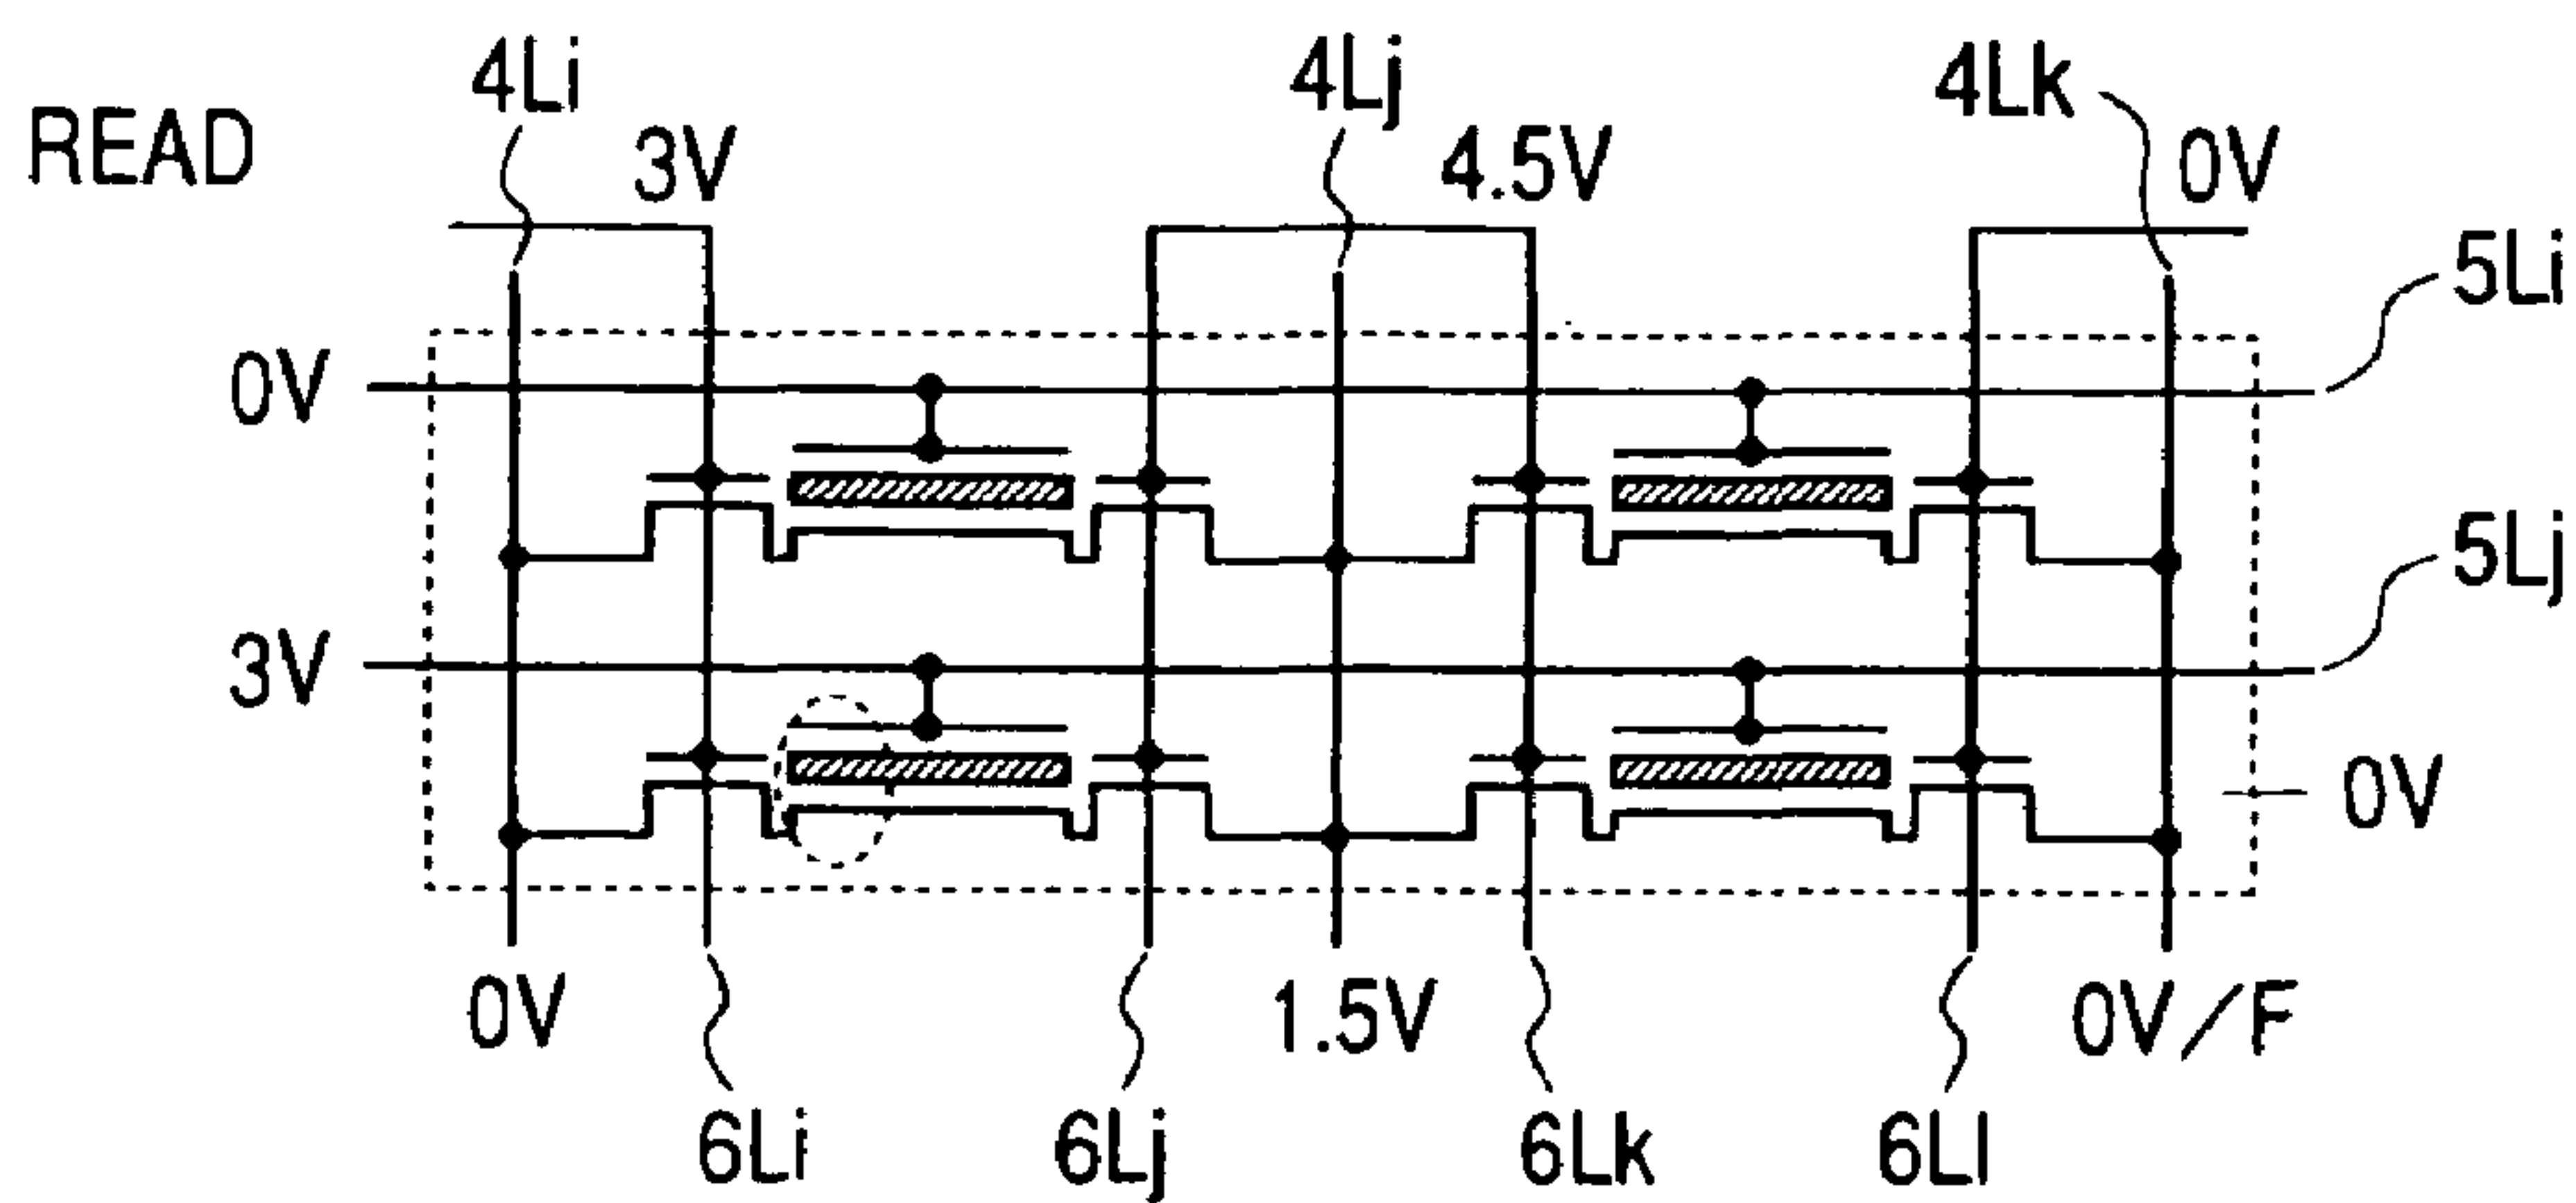 4Li 4Lj 4Lk
READ 3V 4.5V 0V
5Li
0V
5Lj
3V
0V
0V 1.5V 0V/F
6Li 6Lj 6Lk 6Ll